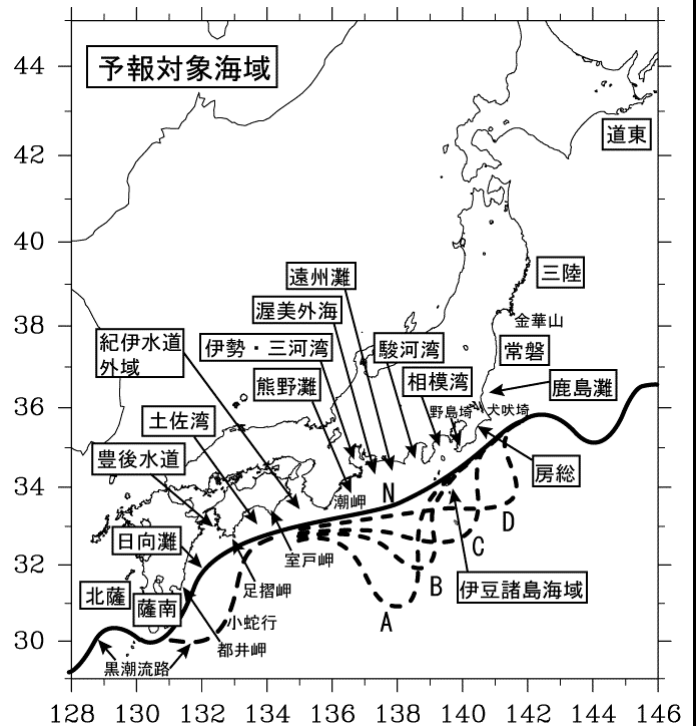 予報対象海域
44
42
40
38
36
34
32
30
128
130
132
134
136
138
140
142
144
146
道東
三陸
金華山
常磐
鹿島灘
遠州灘
渥美外海
伊勢・三河湾
駿河湾
紀伊水道
外域
熊野灘
相模湾
野島埼
犬吠埼
土佐湾
豊後水道
房総
潮岬
N
D
C
B
A
日向灘
室戸岬
足摺岬
伊豆諸島海域
北薩
薩南
小蛇行
都井岬
黒潮流路